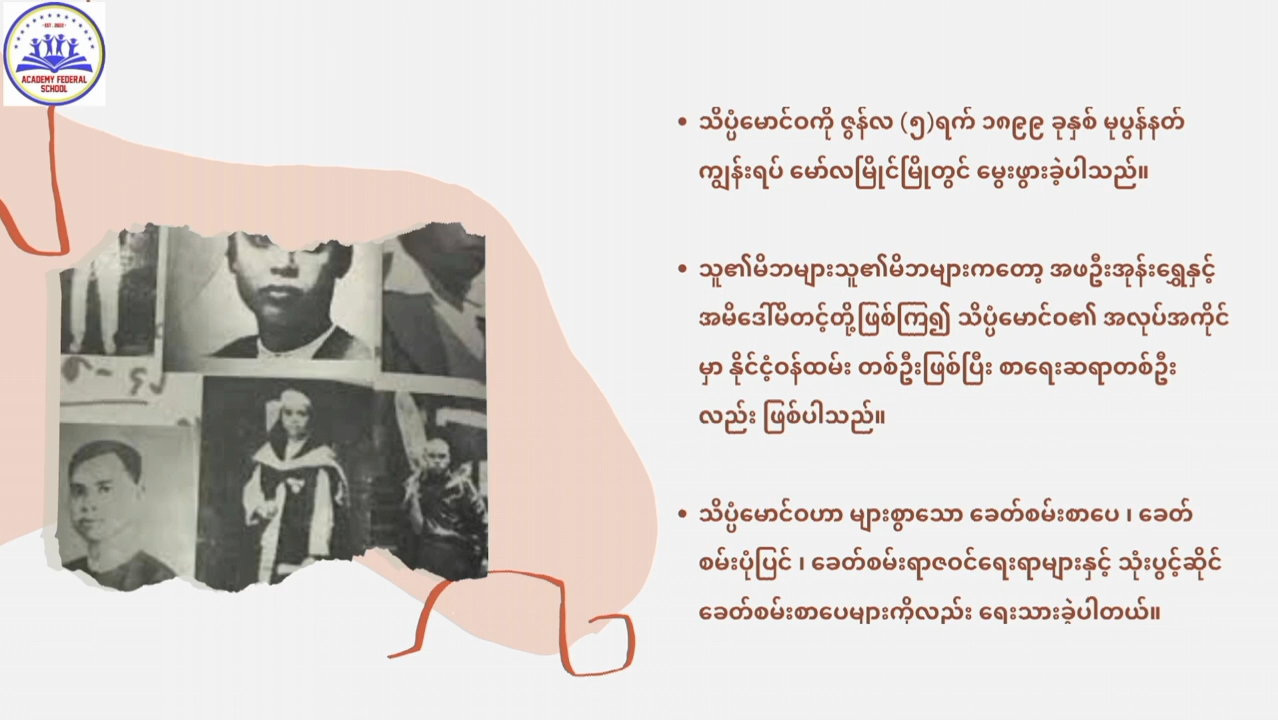 · EST . 2022 ·
ACADEMY FEDERAL
SCHOOL
• သိပ္ပံမောင်ဝကို ဇွန်လ (၅)ရက် ၁၈၉၉ ခုနှစ် မုပွန်နတ်
ကျွန်းရပ် မော်လမြိုင်မြို့တွင် မွေးဖွားခဲ့ပါသည်။
• သူ၏မိဘများသူ၏မိဘများကတော့ အဖဦးအုန်းရွှေနှင့်
အမိဒေါ်မိတင့်တို့ဖြစ်ကြ၍ သိပ္ပံမောင်ဝ၏ အလုပ်အကိုင်
မှာ နိုင်ငံ့ဝန်ထမ်း တစ်ဦးဖြစ်ပြီး စာရေးဆရာတစ်ဦး
လည်း ဖြစ်ပါသည်။
• သိပ္ပံမောင်ဝဟာ များစွာသော ခေတ်စမ်းစာပေ ၊ ခေတ်
စမ်းပုံပြင် ၊ ခေတ်စမ်းရာဇဝင်ရေးရာများနှင့် သုံးပွင့်ဆိုင်
ခေတ်စမ်းစာပေများကိုလည်း ရေးသားခဲ့ပါတယ်။